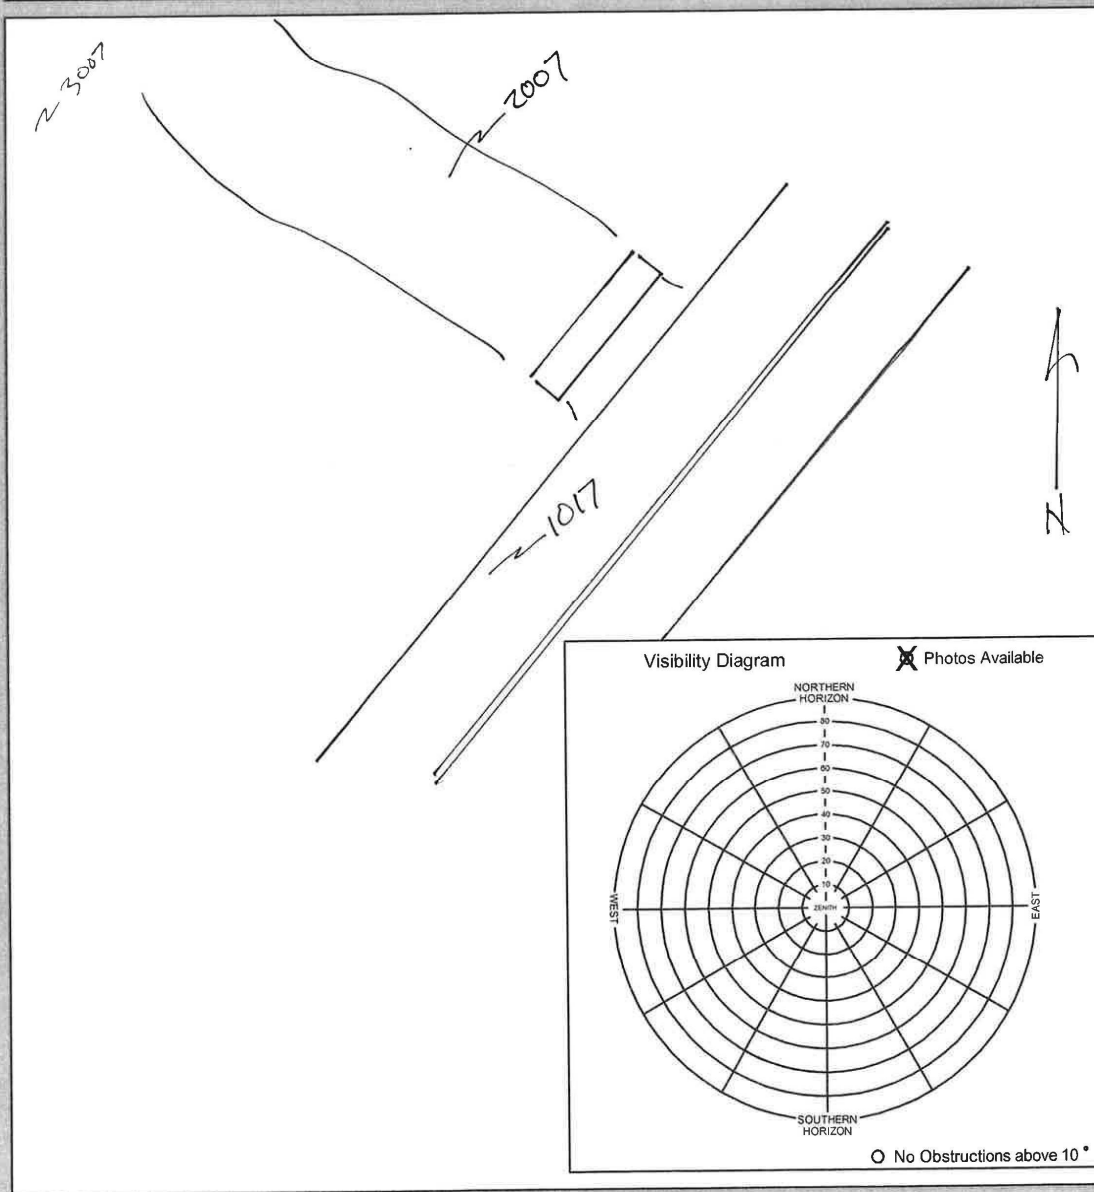 ~ 3007
~ 2007
~ 1017
N
Visibility Diagram
Photos Available
NORTHERN
HORIZON
80
70
60
50
40
30
20
10
ZENITH
WEST
EAST
SOUTHERN
HORIZON
No Obstructions above 10°